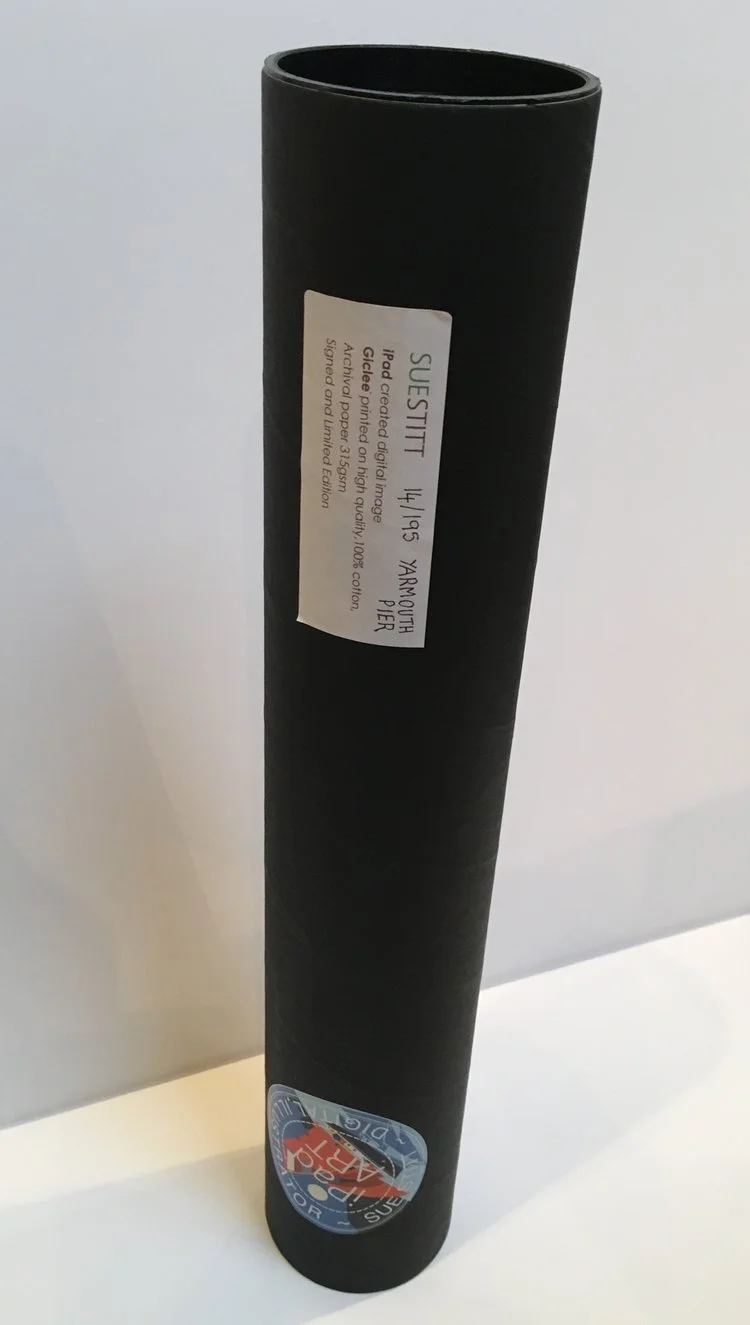 SUESTITT 14/195 YARMOUTH
PIER
iPad created digital image
Giclee printed on high quality, 100% cotton,
Archival paper 315gsm
Signed and Limited Edition
iPad
ART
DIGITAL